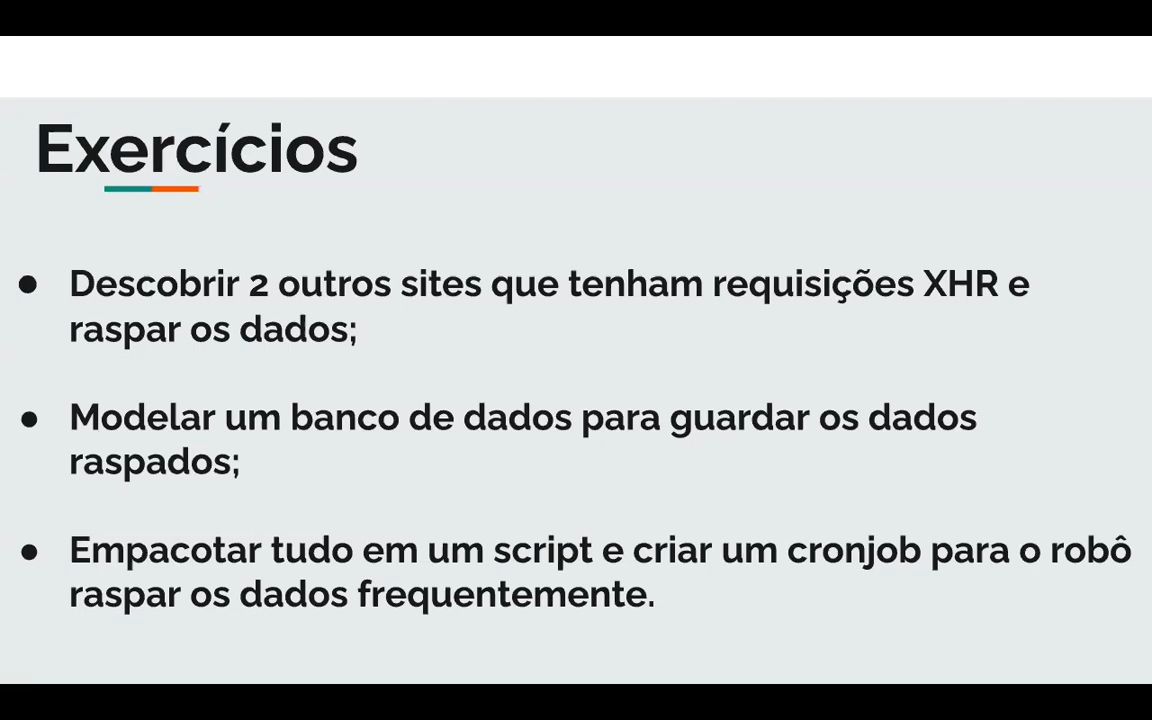 Exercícios
● Descobrir 2 outros sites que tenham requisições XHR e
raspar os dados;
● Modelar um banco de dados para guardar os dados
raspados;
● Empacotar tudo em um script e criar um cronjob para o robô
raspar os dados frequentemente.